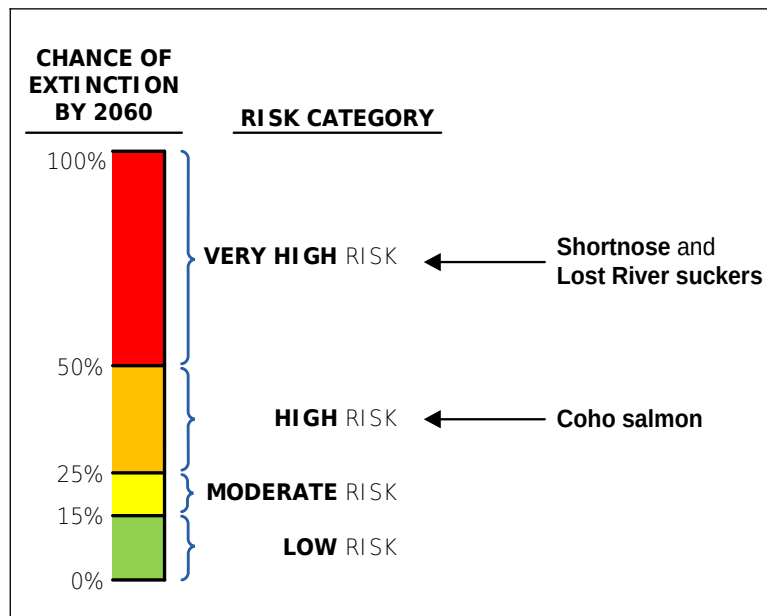 CHANCE OF
EXTINCTION
BY 2060
RISK CATEGORY
100%
VERY HIGH RISK
Shortnose and
Lost River suckers
50%
HIGH RISK
Coho salmon
25%
MODERATE RISK
15%
LOW RISK
0%